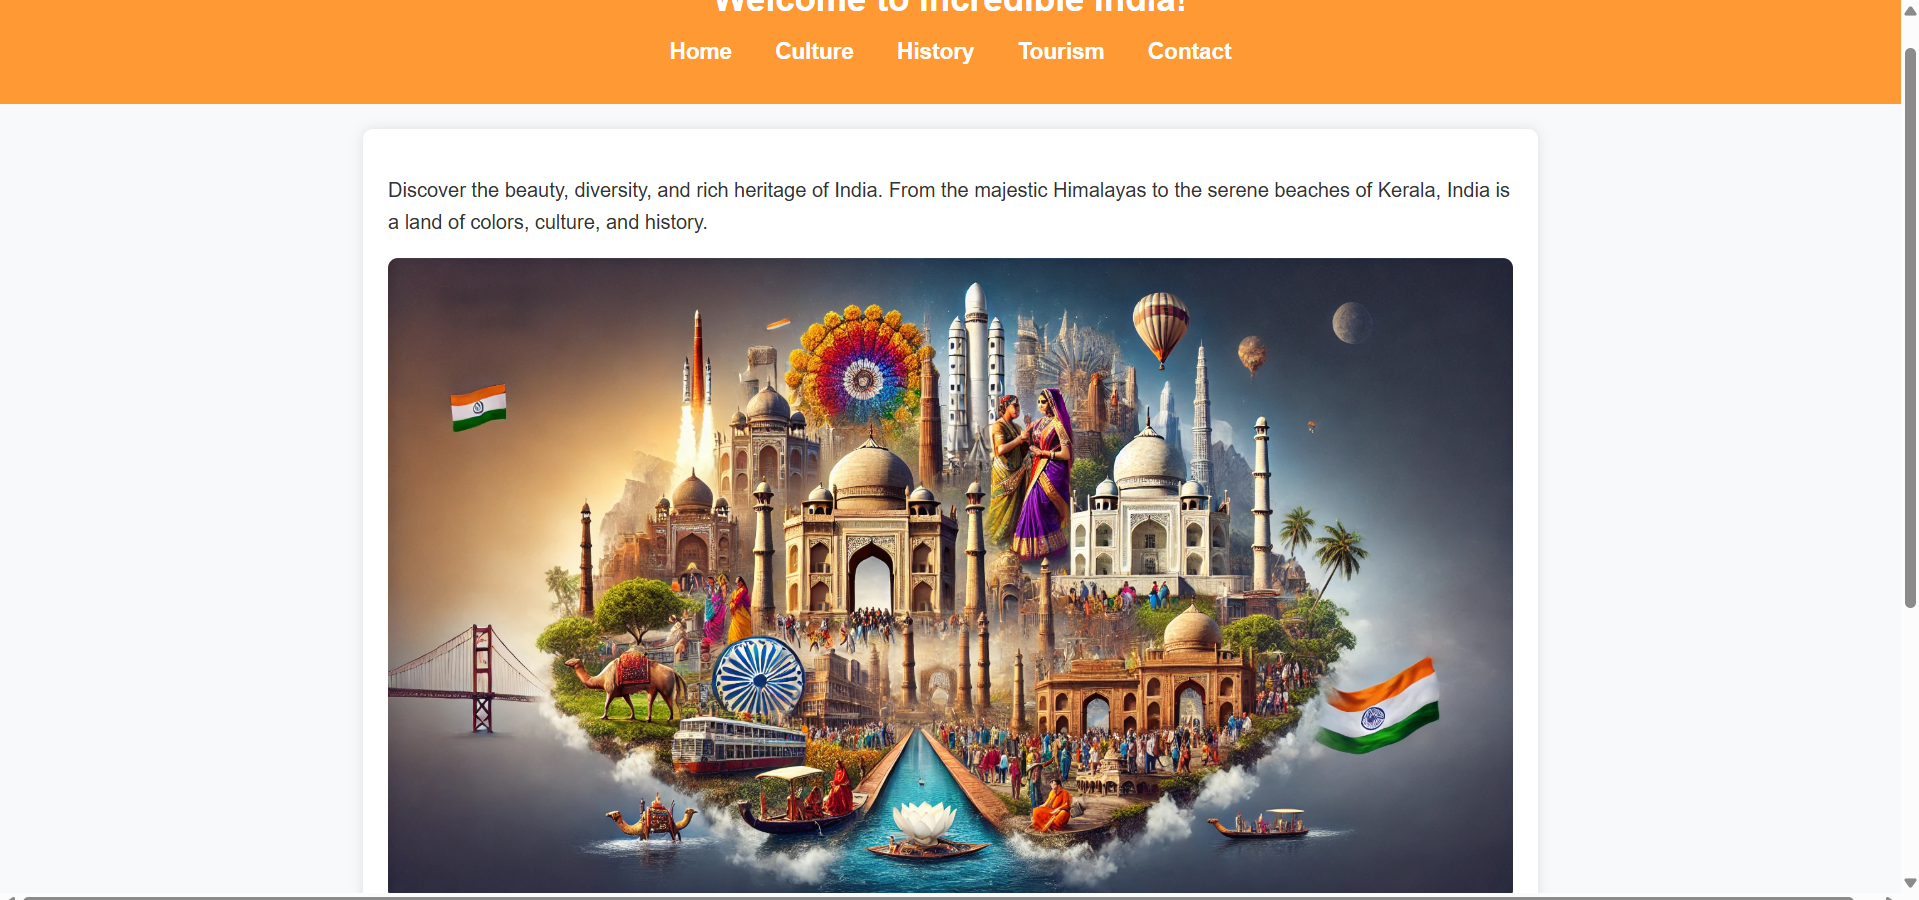 Welcome to Incredible India!
Home Culture History Tourism Contact
Discover the beauty, diversity, and rich heritage of India. From the majestic Himalayas to the serene beaches of Kerala, India is
a land of colors, culture, and history.